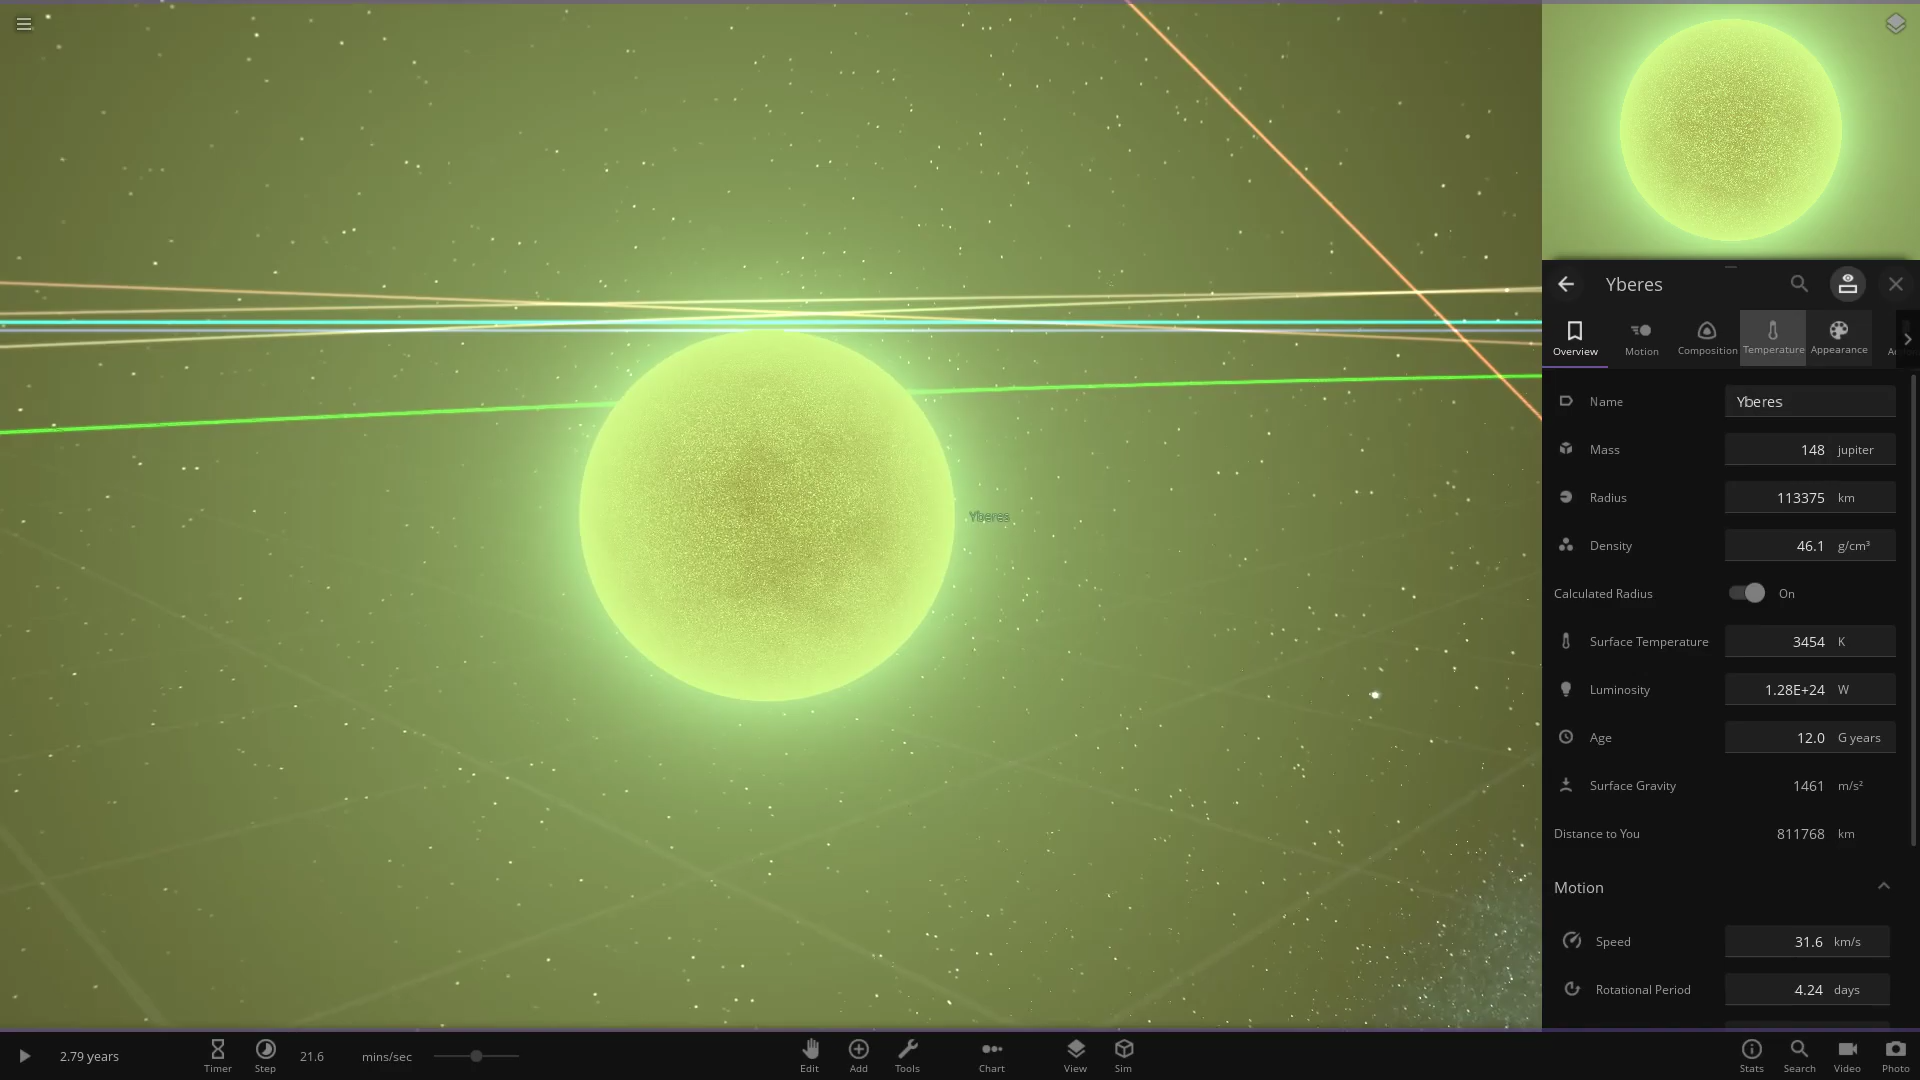 Yberes
Yberes
Overview
Motion
Composition
Temperature
Appearance
Name Yberes
Mass 148 jupiter
Radius 113375 km
Density 46.1 g/cm³
Calculated Radius On
Surface Temperature 3454 K
Luminosity 1.28E+24 W
Age 12.0 G years
Surface Gravity 1461 m/s²
Distance to You 811768 km
Motion
Speed 31.6 km/s
Rotational Period 4.24 days
2.79 years
Timer
Step
21.6 mins/sec
Edit
Add
Tools
Chart
View
Sim
Stats
Search
Video
Photo